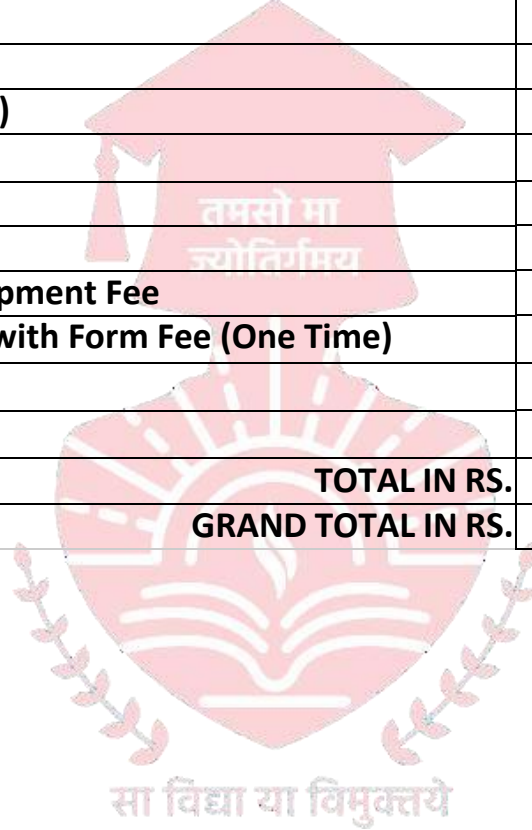 )
तमसो मा
ज्योतिर्गमय
pment Fee
with Form Fee (One Time)
TOTAL IN RS.
GRAND TOTAL IN RS.
सा विद्या या विमुक्तये